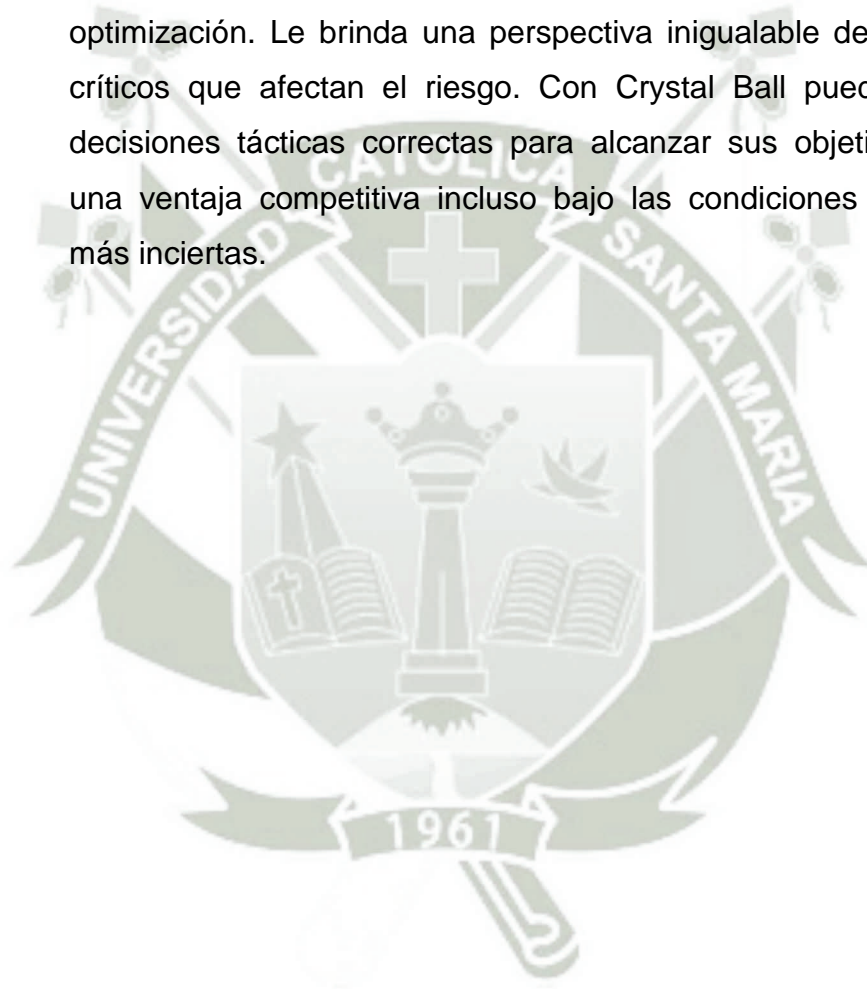 optimización. Le brinda una perspectiva inigualable de
críticos que afectan el riesgo. Con Crystal Ball
decisiones tácticas correctas para alcanzar sus
una ventaja competitiva incluso bajo las condiciones
más inciertas.
UNIVERSIDAD CATOLICA SANTA MARIA
1961